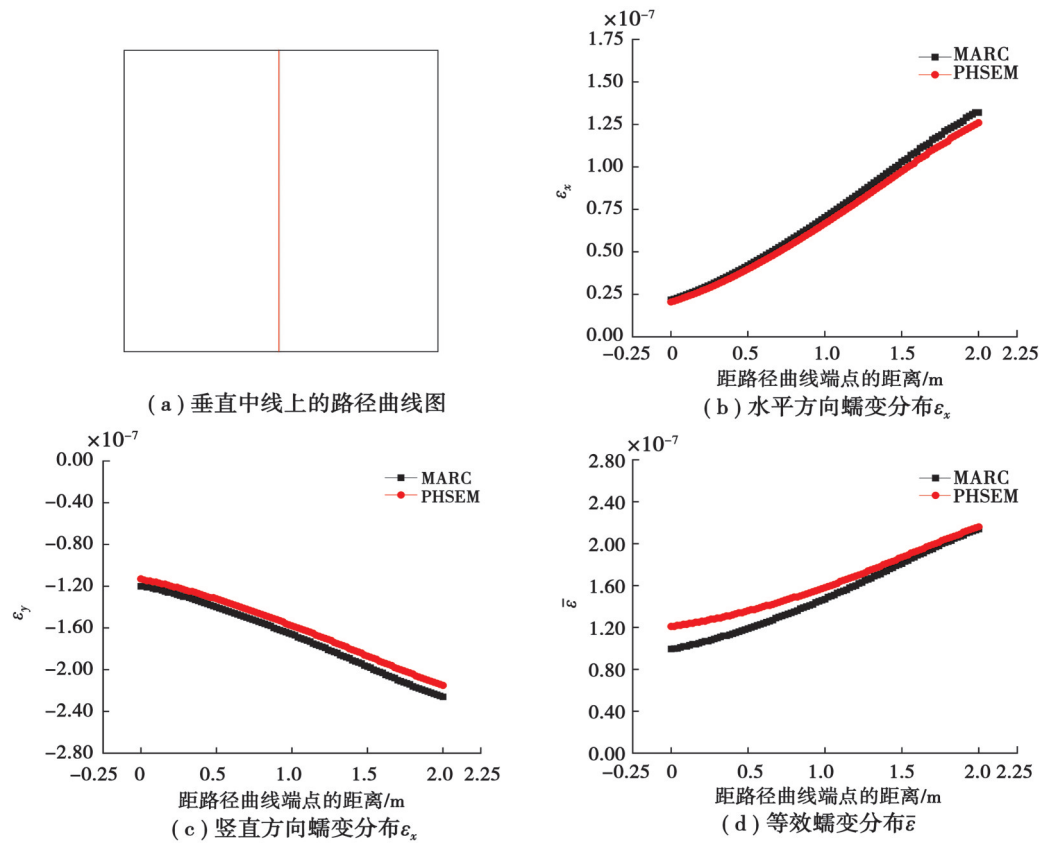 (a)垂直中线上的路径曲线图
×10⁻⁷
1.75
1.50
1.25
1.00
0.75
0.50
0.25
0.00
εₓ
MARC
PHSEM
-0.25 0 0.5 1.0 1.5 2.0 2.25
距路径曲线端点的距离/m
(b)水平方向蠕变分布εₓ
×10⁻⁷
0.00
-0.40
-0.80
-1.20
-1.60
-2.00
-2.40
-2.80
ε_y
MARC
PHSEM
-0.25 0 0.5 1.0 1.5 2.0 2.25
距路径曲线端点的距离/m
(c)竖直方向蠕变分布εₓ
×10⁻⁷
2.80
2.40
2.00
1.60
1.20
0.80
0.40
0.00
ε̄
MARC
PHSEM
-0.25 0 0.5 1.0 1.5 2.0 2.25
距路径曲线端点的距离/m
(d)等效蠕变分布ε̄